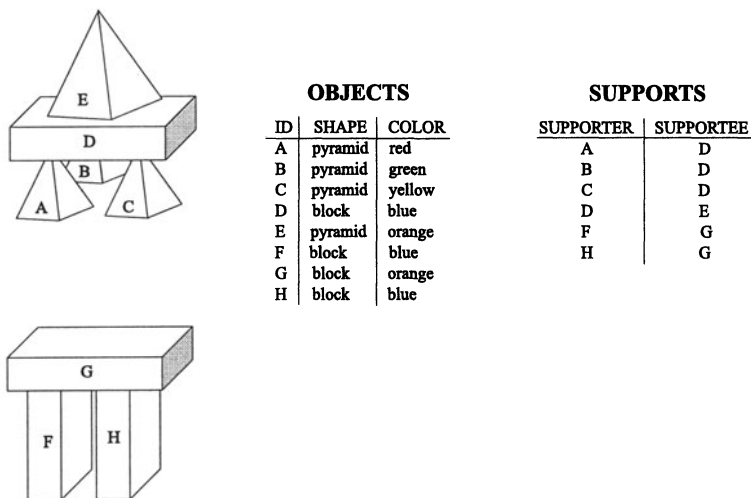 E
D
B
A
C
G
F
H
OBJECTS
ID SHAPE COLOR
A pyramid red
B pyramid green
C pyramid yellow
D block blue
E pyramid orange
F block blue
G block orange
H block blue
SUPPORTS
SUPPORTER SUPPORTEE
A D
B D
C D
D E
F G
H G